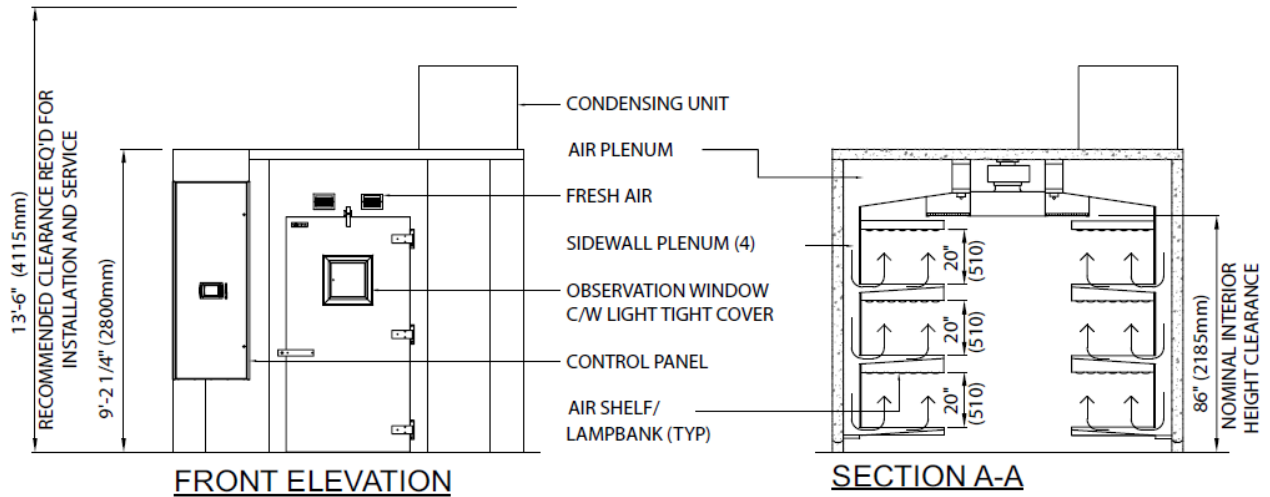 13'-6" (4115mm)
RECOMMENDED CLEARANCE REQ'D FOR
INSTALLATION AND SERVICE
9'-2 1/4" (2800mm)
CONDENSING UNIT
AIR PLENUM
FRESH AIR
SIDEWALL PLENUM (4)
OBSERVATION WINDOW
C/W LIGHT TIGHT COVER
CONTROL PANEL
AIR SHELF/
LAMPBANK (TYP)
20"
(510)
20"
(510)
20"
(510)
86" (2185mm)
NOMINAL INTERIOR
HEIGHT CLEARANCE
FRONT ELEVATION
SECTION A-A